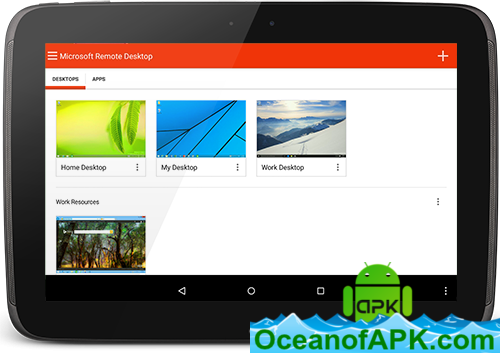 Microsoft Remote Desktop
DESKTOPS APPS
Home Desktop
My Desktop
Work Desktop
Work Resources
APK
OceanofAPK.com